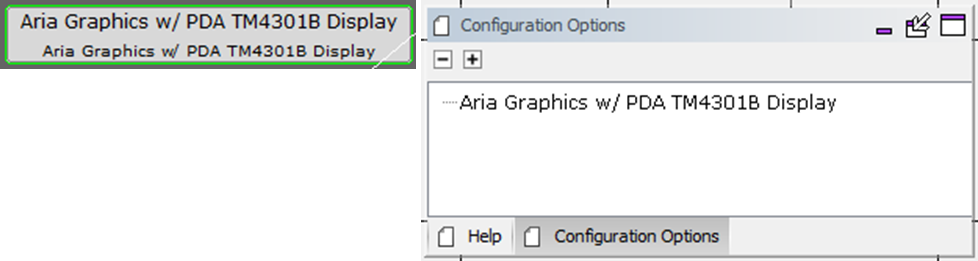 Aria Graphics w/ PDA TM4301B Display
Aria Graphics w/ PDA TM4301B Display
Configuration Options
Aria Graphics w/ PDA TM4301B Display
Help
Configuration Options